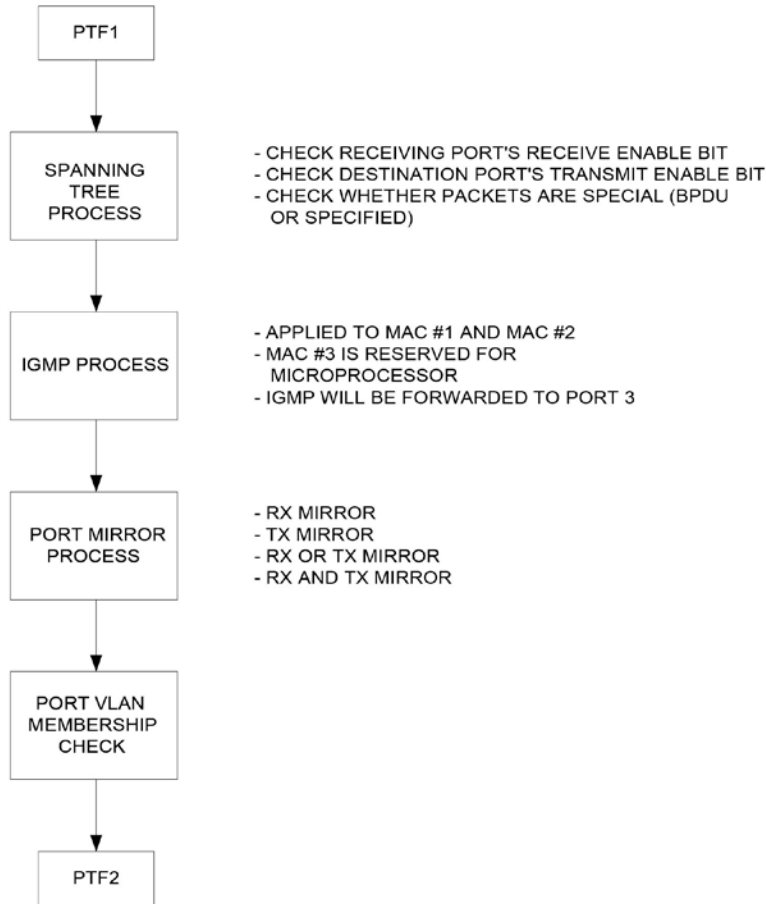 PTF1
SPANNING
TREE
PROCESS
- CHECK RECEIVING PORT'S RECEIVE ENABLE BIT
- CHECK DESTINATION PORT'S TRANSMIT ENABLE BIT
- CHECK WHETHER PACKETS ARE SPECIAL (BPDU
OR SPECIFIED)
IGMP PROCESS
- APPLIED TO MAC #1 AND MAC #2
- MAC #3 IS RESERVED FOR
MICROPROCESSOR
- IGMP WILL BE FORWARDED TO PORT 3
PORT MIRROR
PROCESS
- RX MIRROR
- TX MIRROR
- RX OR TX MIRROR
- RX AND TX MIRROR
PORT VLAN
MEMBERSHIP
CHECK
PTF2